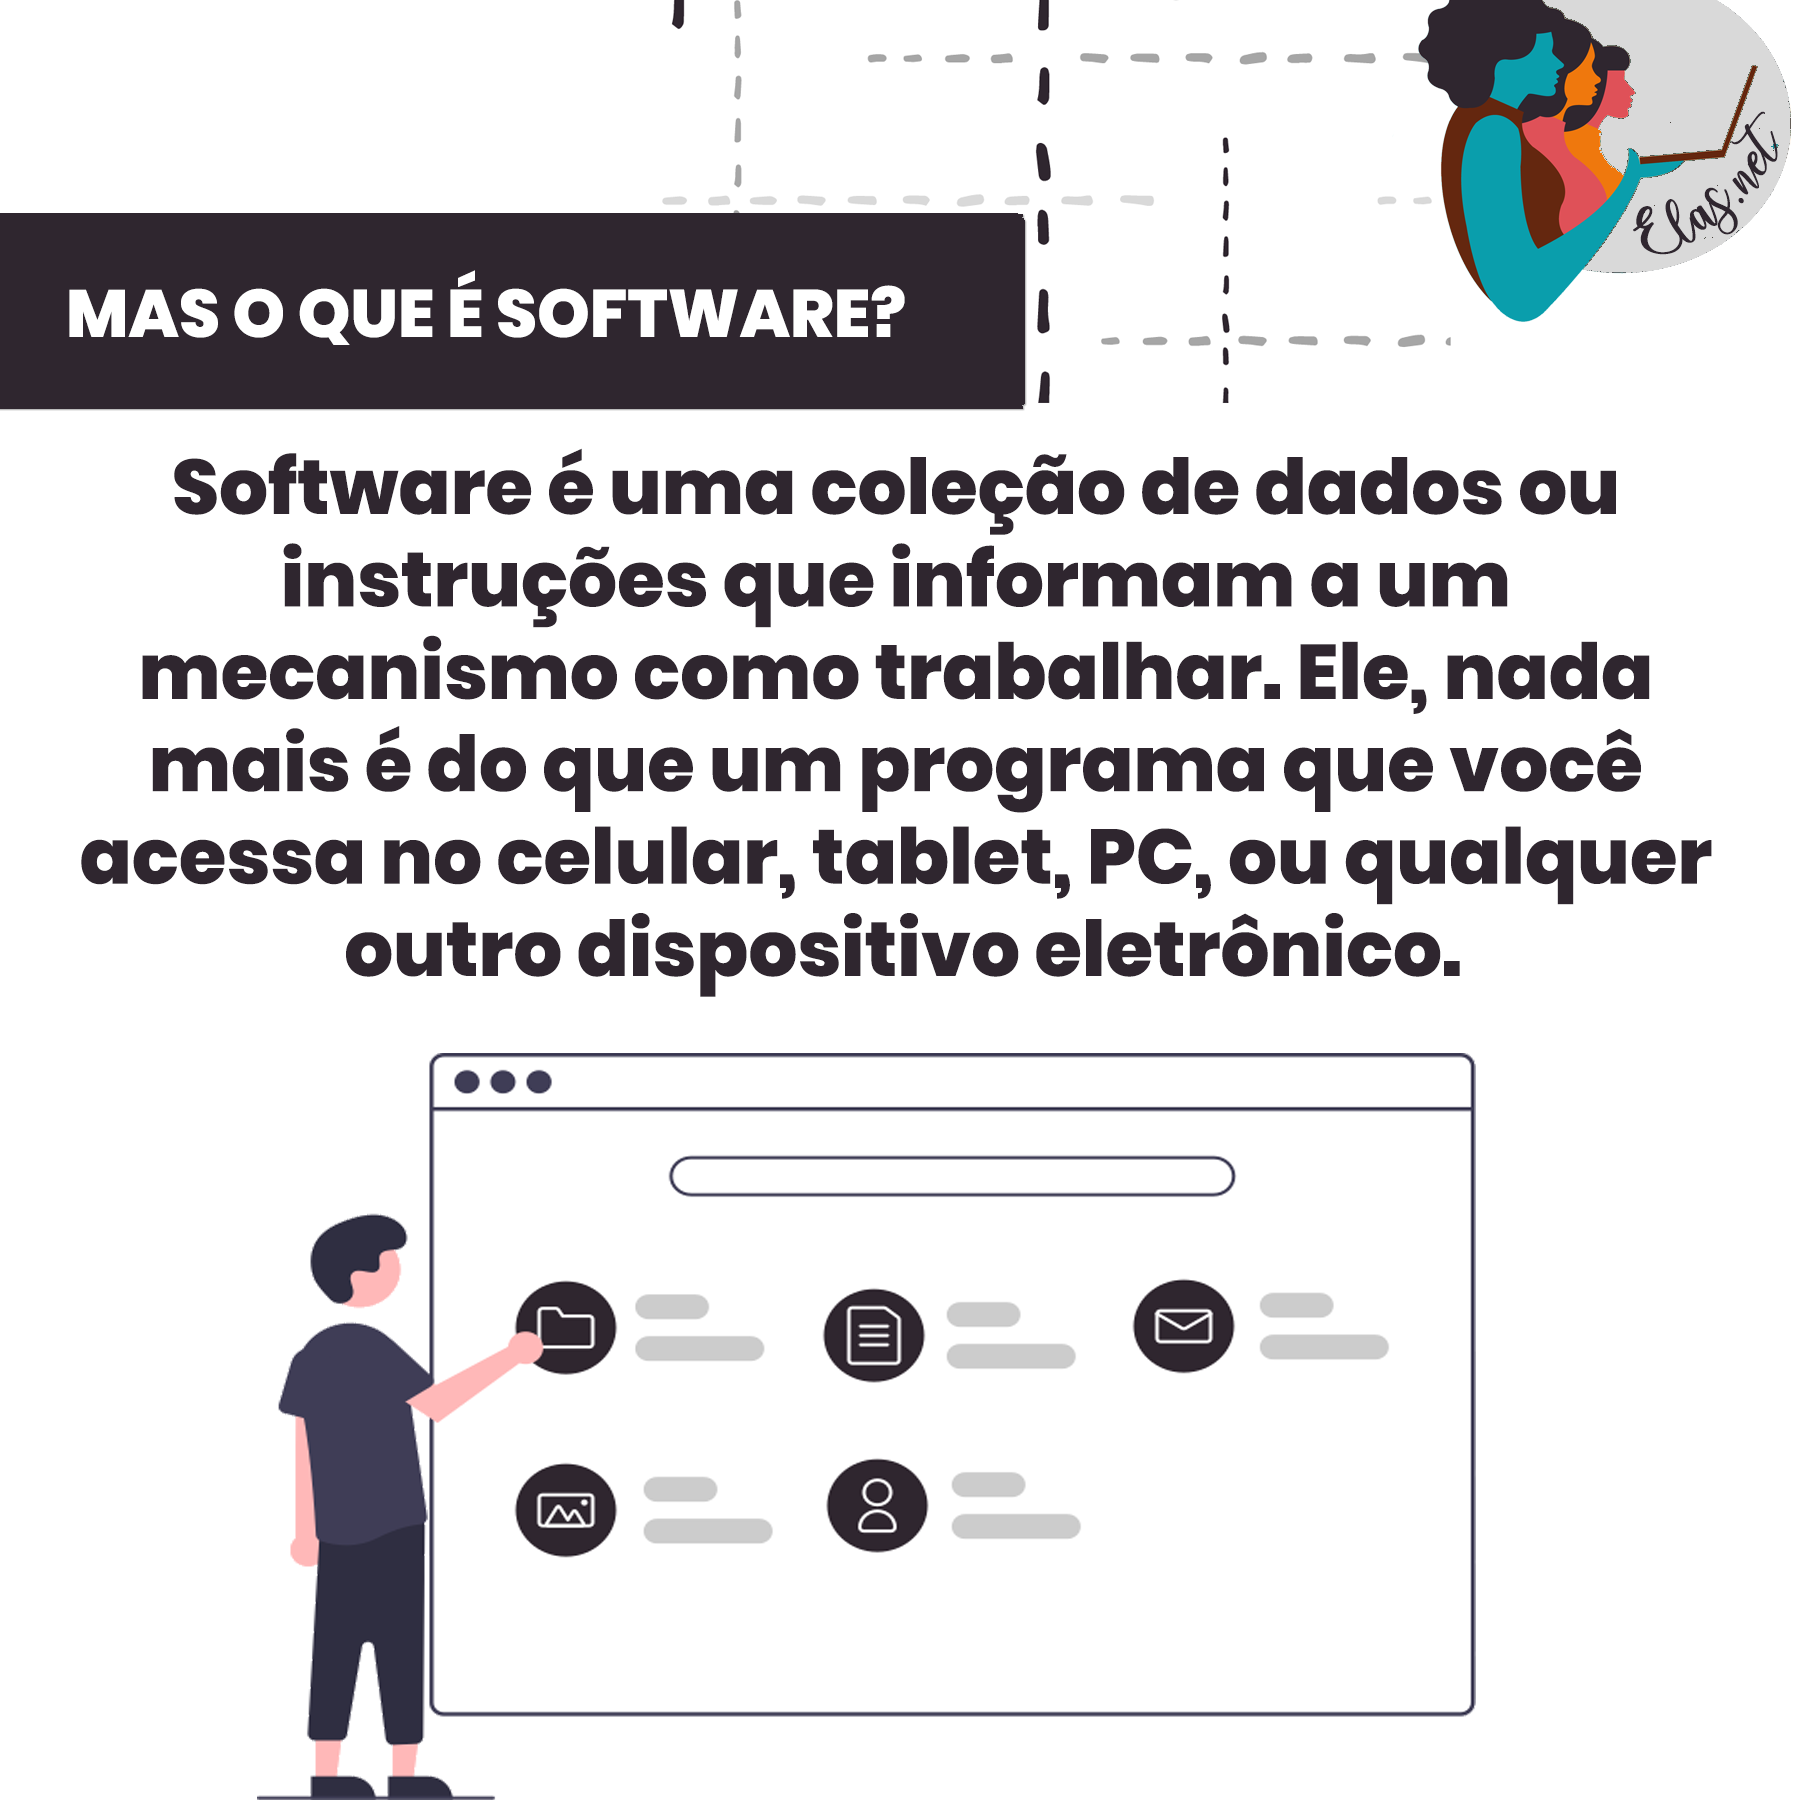 Elas.net
MAS O QUE É SOFTWARE?
Software é uma coleção de dados ou
instruções que informam a um
mecanismo como trabalhar. Ele, nada
mais é do que um programa que você
acessa no celular, tablet, PC, ou qualquer
outro dispositivo eletrônico.